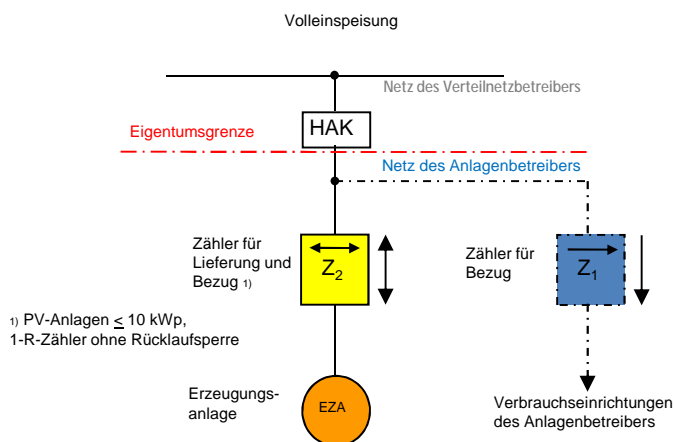 Volleinspeisung
Netz des Verteilnetzbetreibers
HAK
Eigentumsgrenze
Netz des Anlagenbetreibers
Zähler für
Lieferung und
Bezug 1)
Z2
Zähler für
Bezug
Z1
1) PV-Anlagen ≤ 10 kWp,
1-R-Zähler ohne Rücklaufsperre
Erzeugungs-
anlage
EZA
Verbrauchseinrichtungen
des Anlagenbetreibers